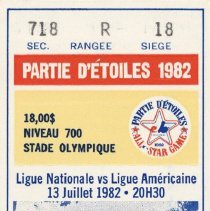 718 R 18
SEC. RANGEE SIEGE
PARTIE D'ÉTOILES 1982
18,00$
NIVEAU 700
STADE OLYMPIQUE
PARTIE D'ÉTOILES
1982
ALL-STAR GAME
Ligue Nationale vs Ligue Américaine
13 Juillet 1982 • 20H30